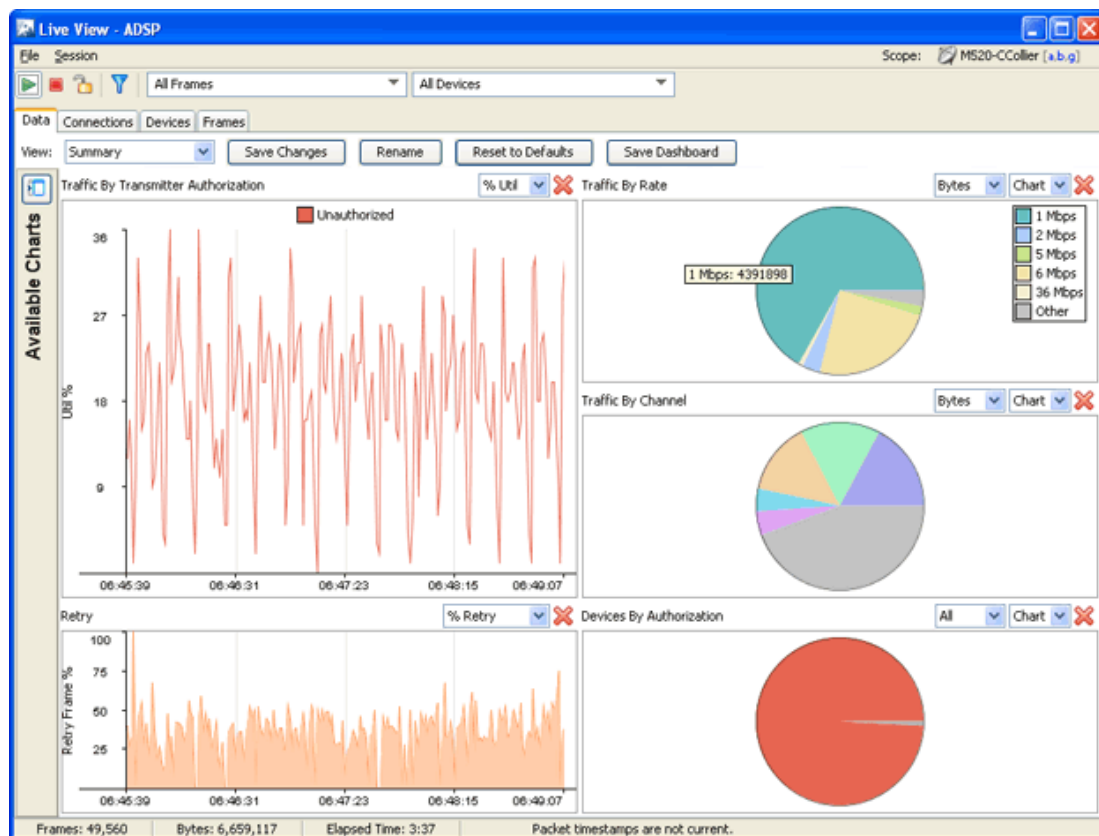 Live View - ADSP
File Session
Scope: M520-CCollier [a,b,g]
All Frames All Devices
Data Connections Devices Frames
View: Summary Save Changes Rename Reset to Defaults Save Dashboard
Available Charts
Traffic By Transmitter Authorization % Util
Unauthorized
36
27
18
9
Util %
06:45:39 06:46:31 06:47:23 06:48:15 06:49:07
Traffic By Rate Bytes Chart
1 Mbps: 4391898
1 Mbps
2 Mbps
5 Mbps
6 Mbps
36 Mbps
Other
Traffic By Channel Bytes Chart
Retry % Retry
100
75
50
25
Retry Frame %
06:45:39 06:46:31 06:47:23 06:48:15 06:49:07
Devices By Authorization All Chart
Frames: 49,560 Bytes: 6,659,117 Elapsed Time: 3:37 Packet timestamps are not current.